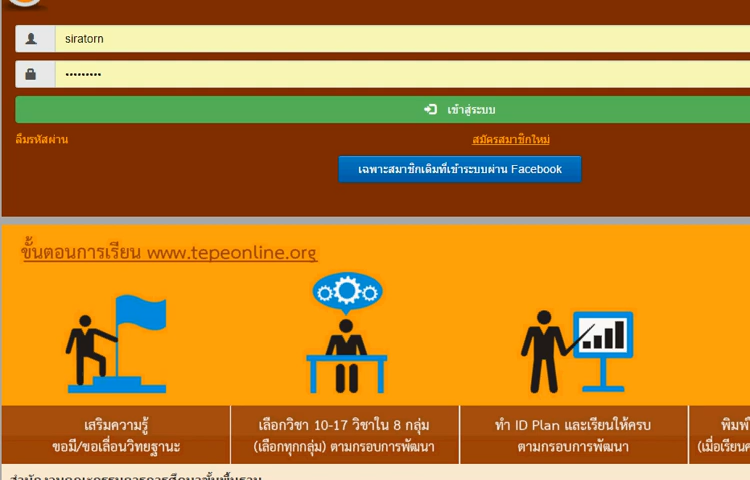 siratorn
•••••••••
เข้าสู่ระบบ
ลืมรหัสผ่าน
สมัครสมาชิกใหม่
เฉพาะสมาชิกเดิมที่เข้าระบบผ่าน Facebook
ขั้นตอนการเรียน www.tepeonline.org
เสริมความรู้
ขอมี/ขอเลื่อนวิทยฐานะ
เลือกวิชา 10-17 วิชาใน 8 กลุ่ม
(เลือกทุกกลุ่ม) ตามกรอบการพัฒนา
ทำ ID Plan และเรียนให้ครบ
ตามกรอบการพัฒนา
(เมื่อเรียน